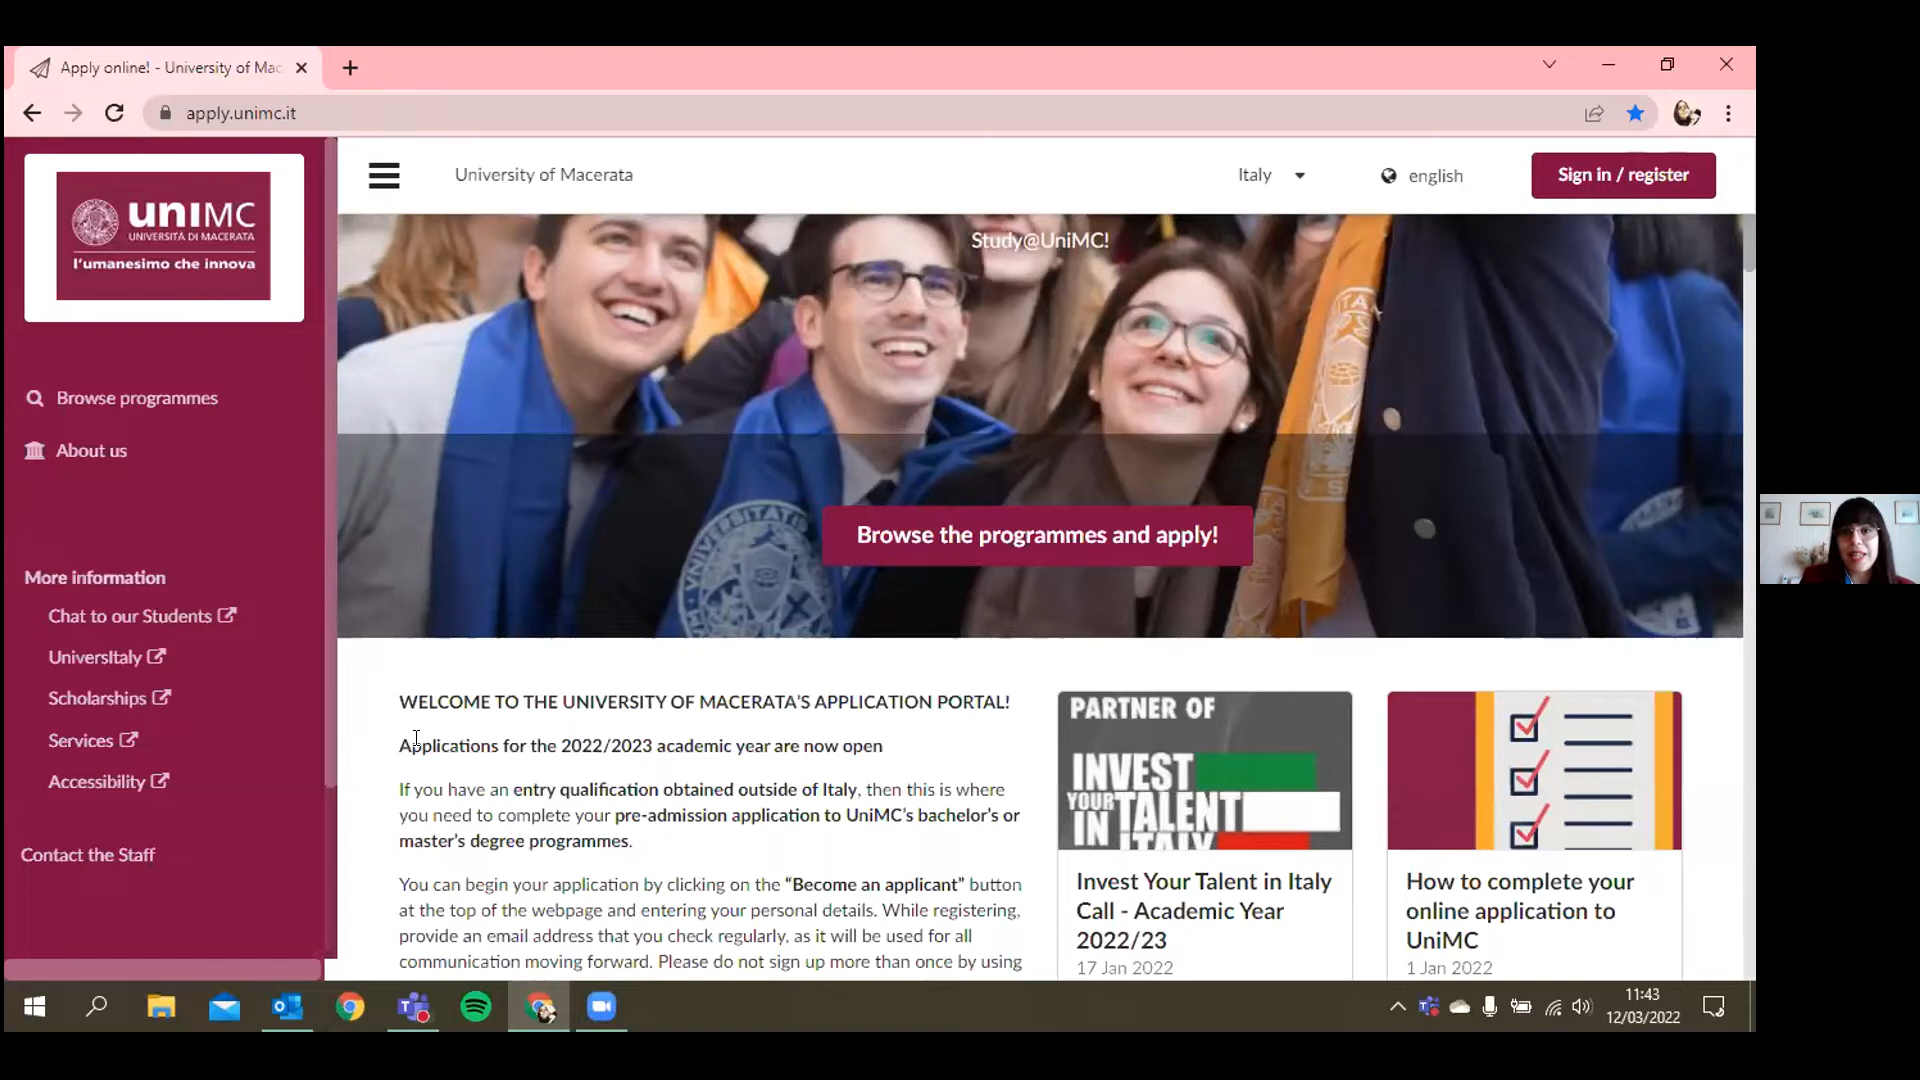 Apply online! - University of Mac
apply.unimc.it
uniMC
UNIVERSITÀ DI MACERATA
l'umanesimo che innova
Browse programmes
About us
More information
Chat to our Students
UniversItaly
Scholarships
Services
Accessibility
Contact the Staff
University of Macerata
Italy
english
Sign in / register
Study@UniMC!
Browse the programmes and apply!
WELCOME TO THE UNIVERSITY OF MACERATA'S APPLICATION PORTAL!
Applications for the 2022/2023 academic year are now open
If you have an entry qualification obtained outside of Italy, then this is where
you need to complete your pre-admission application to UniMC's bachelor's or
master's degree programmes.
You can begin your application by clicking on the “Become an applicant” button
at the top of the webpage and entering your personal details. While registering,
provide an email address that you check regularly, as it will be used for all
communication moving forward. Please do not sign up more than once by using
PARTNER OF
INVEST
YOUR TALENT
IN ITALY
Invest Your Talent in Italy
Call - Academic Year
2022/23
17 Jan 2022
How to complete your
online application to
UniMC
1 Jan 2022
11:43
12/03/2022